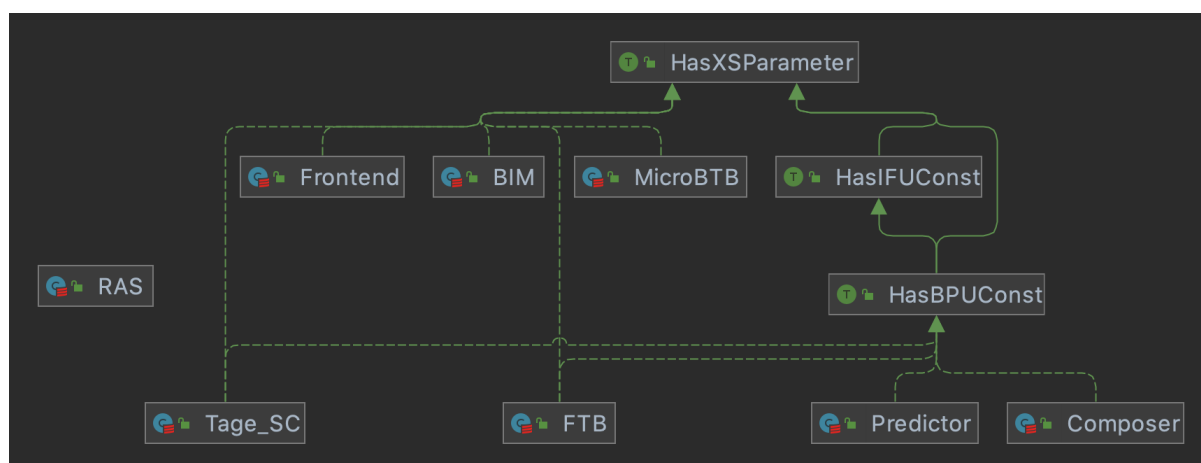 HasXSParameter
Frontend
BIM
MicroBTB
HasIFUConst
RAS
HasBPUConst
Tage_SC
FTB
Predictor
Composer